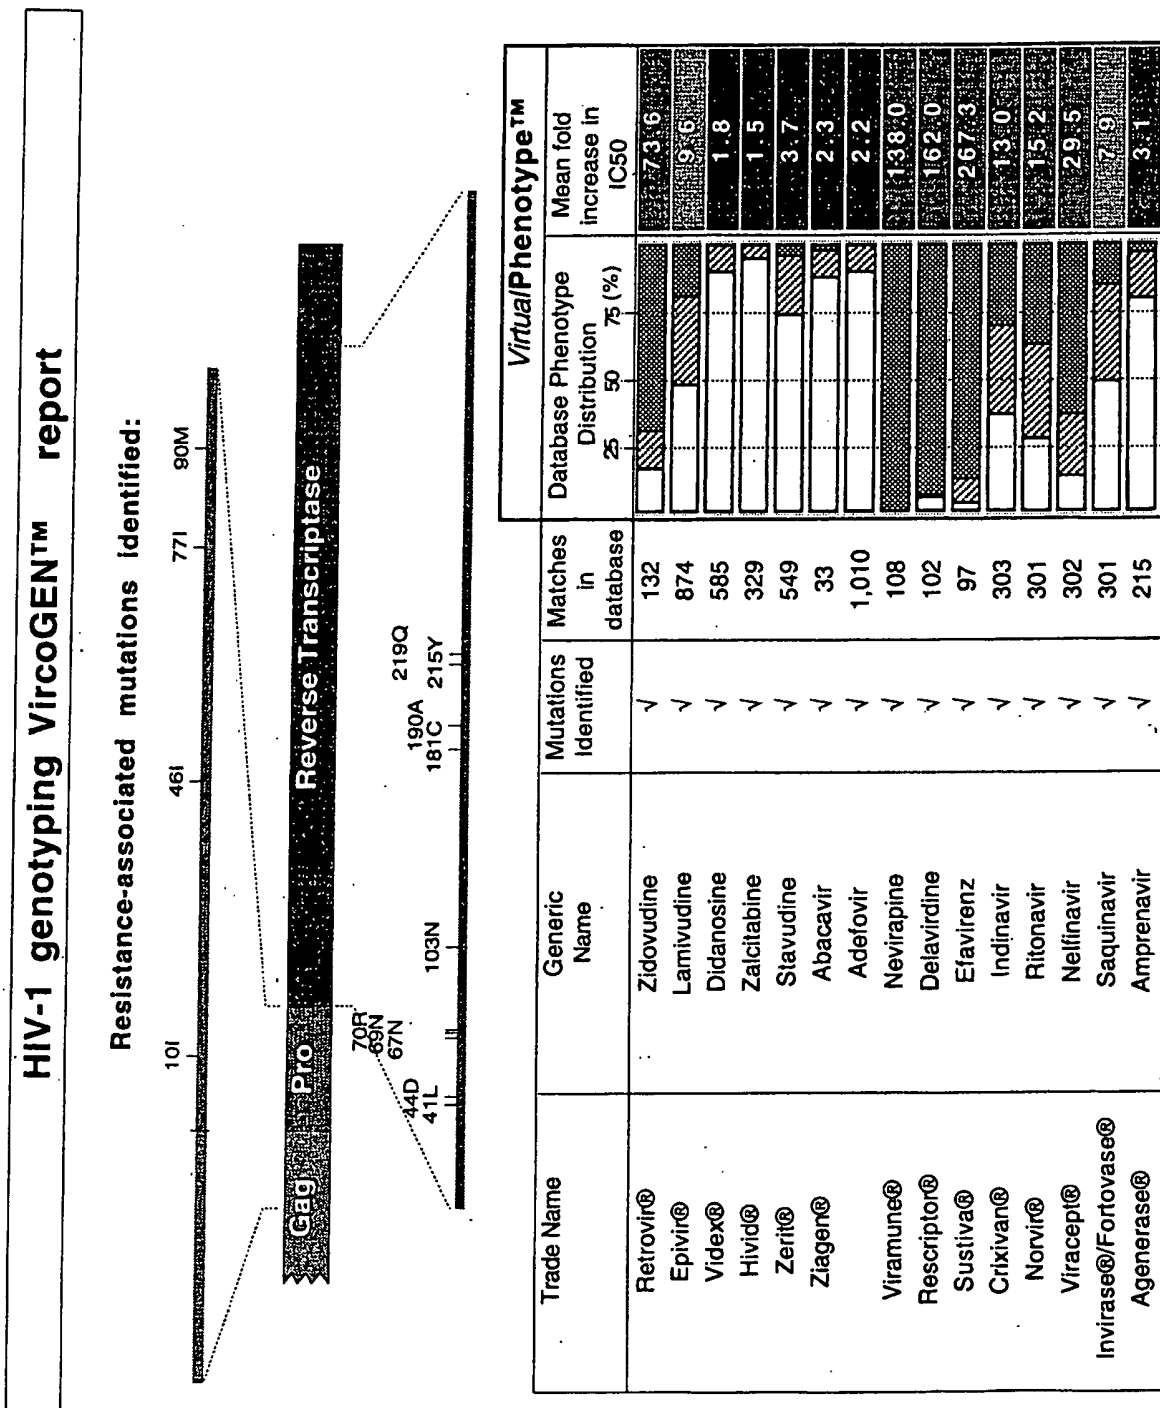 HIV-1 genotyping VircoGEN™ report
Resistance-associated mutations identified:
10I 46I 77I 90M
Gag Pro Reverse Transcriptase
70R
69N 190A 219Q
44D 67N
41L 103N 181C 215Y
VirtualPhenotype™
Trade Name Generic Name Mutations Identified Matches in database Database Phenotype Distribution Mean fold increase in IC50
25 50 75 (%)
Retrovir® Zidovudine √ 132 73.6
Epivir® Lamivudine √ 874 9.6
Videx® Didanosine √ 585 1.8
Hivid® Zalcitabine √ 329 1.5
Zerit® Stavudine √ 549 3.7
Ziagen® Abacavir √ 33 2.3
Adefovir √ 1,010 2.2
Viramune® Nevirapine √ 108 138.0
Rescriptor® Delavirdine √ 102 162.0
Sustiva® Efavirenz √ 97 267.3
Crixivan® Indinavir √ 303 13.0
Norvir® Ritonavir √ 301 15.2
Viracept® Nelfinavir √ 302 29.5
Invirase®/Fortovase® Saquinavir √ 301 7.9
Agenerase® Amprenavir √ 215 3.1